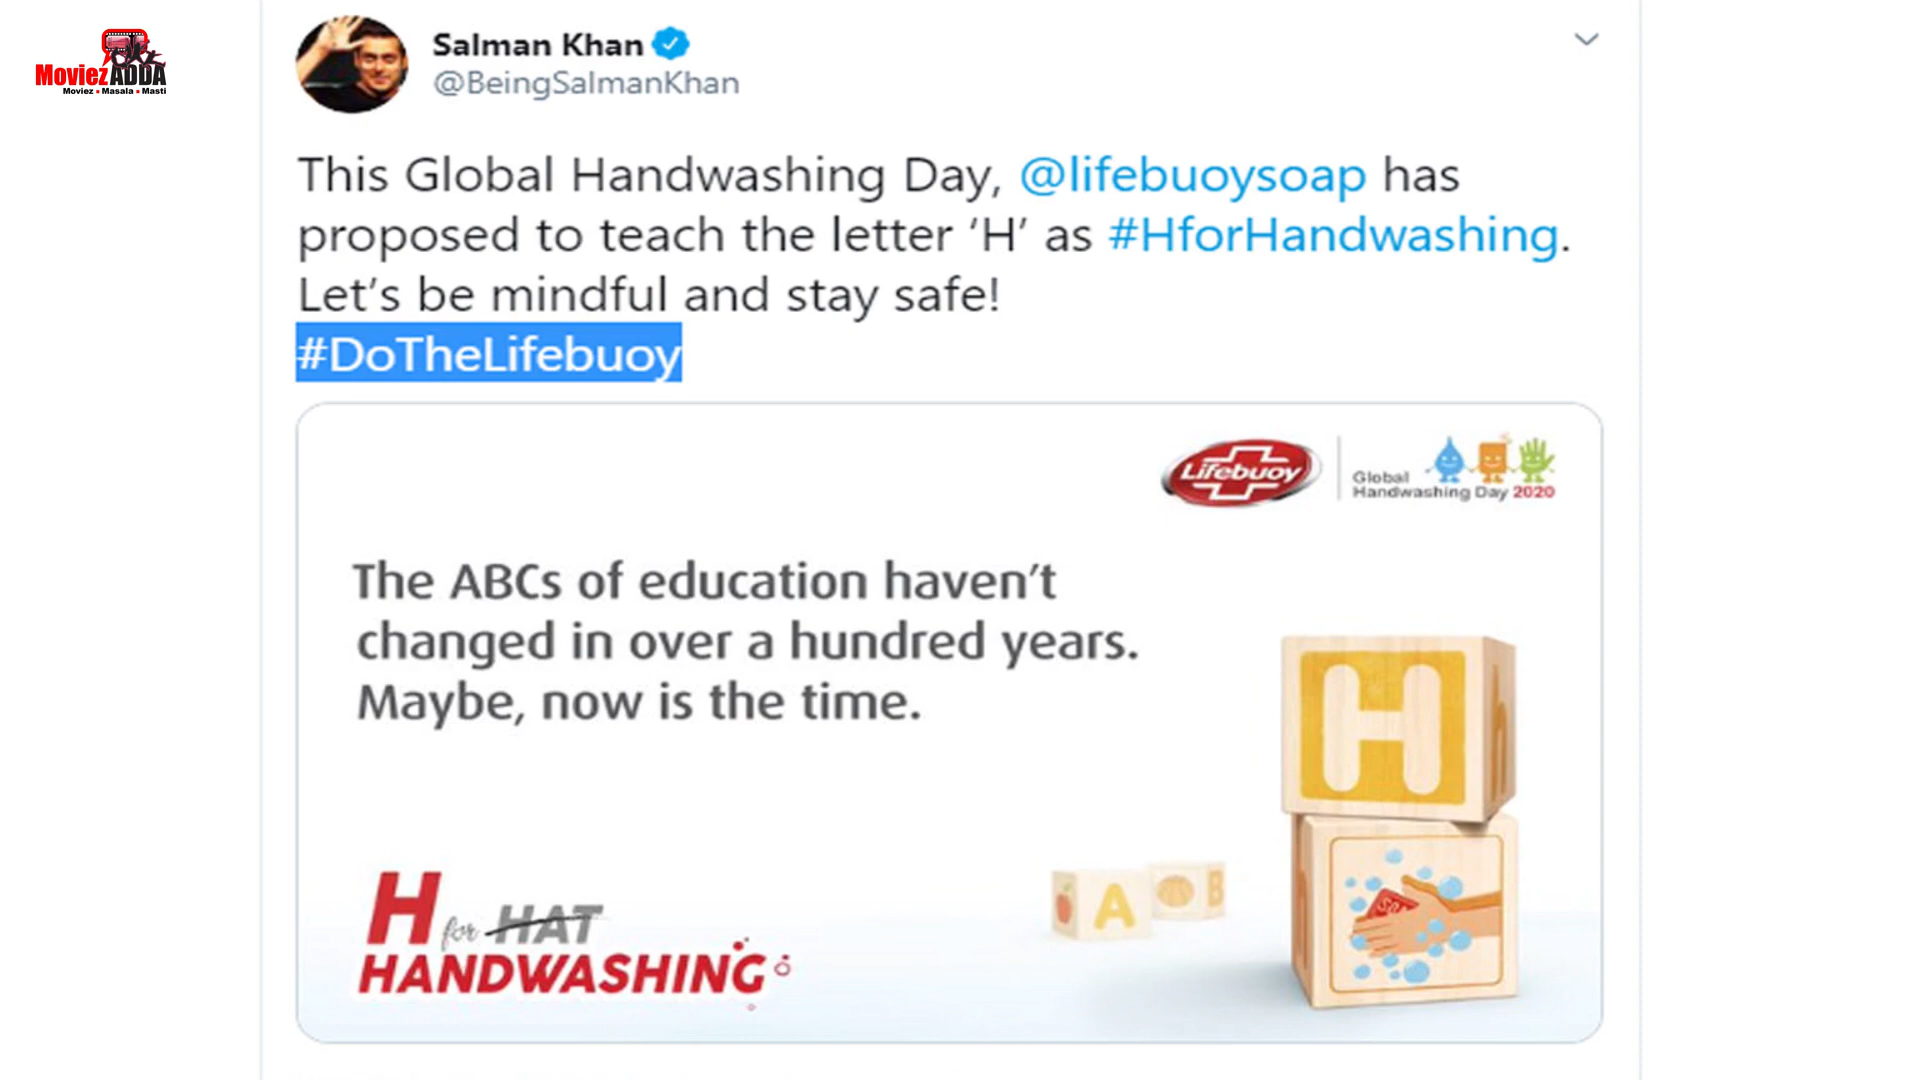 MoviezADDA
Moviez ▪ Masala ▪ Masti
Salman Khan
@BeingSalmanKhan
This Global Handwashing Day, @lifebuoysoap has
proposed to teach the letter ‘H’ as #HforHandwashing.
Let’s be mindful and stay safe!
#DoTheLifebuoy
Lifebuoy
Global
Handwashing Day 2020
The ABCs of education haven’t
changed in over a hundred years.
Maybe, now is the time.
H
A
B
H for HAT
HANDWASHING